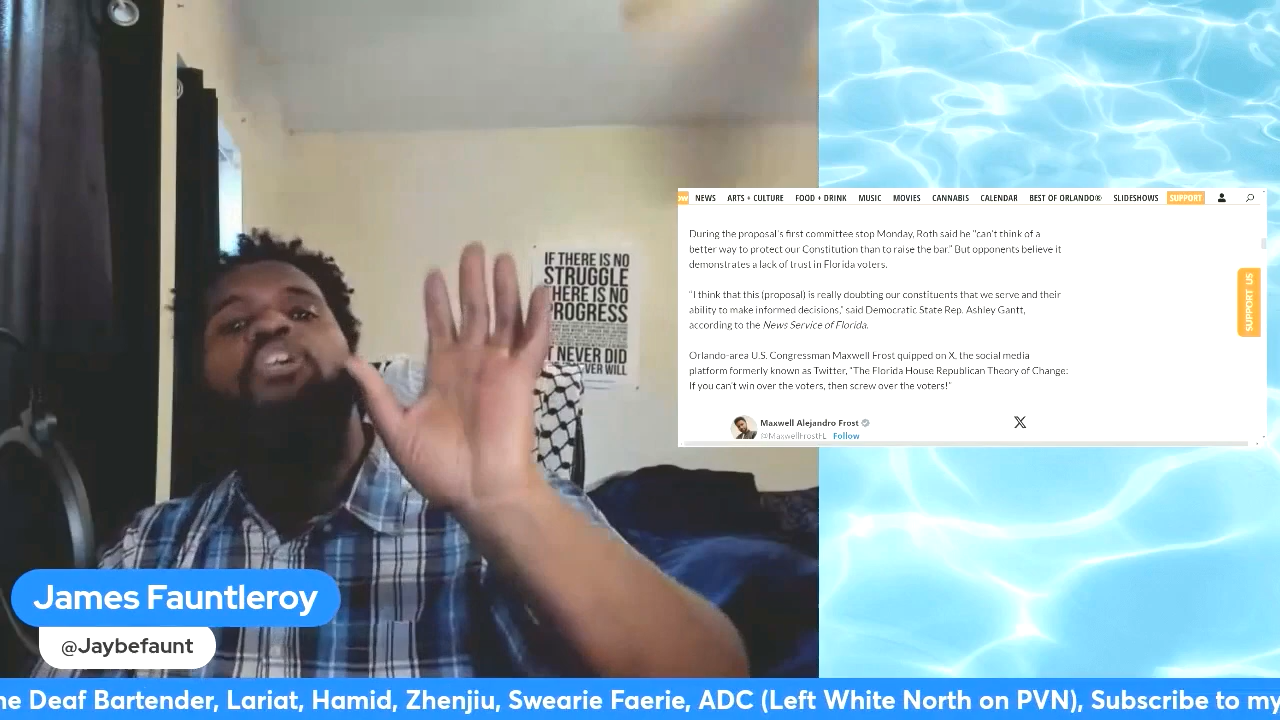 IF THERE IS NO
STRUGGLE
THERE IS NO
PROGRESS
IT NEVER DID
EVER WILL
NEWS ARTS + CULTURE FOOD + DRINK MUSIC MOVIES CANNABIS CALENDAR BEST OF ORLANDO® SLIDESHOWS SUPPORT
During the proposal's first committee stop Monday, Roth said he "can't think of a
better way to protect our Constitution than to raise the bar." But opponents believe it
demonstrates a lack of trust in Florida voters.
"I think that this (proposal) is really doubting our constituents that we serve and their
ability to make informed decisions," said Democratic State Rep. Ashley Gantt,
according to the News Service of Florida.
Orlando-area U.S. Congressman Maxwell Frost quipped on X, the social media
platform formerly known as Twitter, "The Florida House Republican Theory of Change:
If you can't win over the voters, then screw over the voters!"
Maxwell Alejandro Frost
@MaxwellFrostFL Follow
SUPPORT US
James Fauntleroy
@Jaybefaunt
he Deaf Bartender, Lariat, Hamid, Zhenjiu, Swearie Faerie, ADC (Left White North on PVN), Subscribe to my